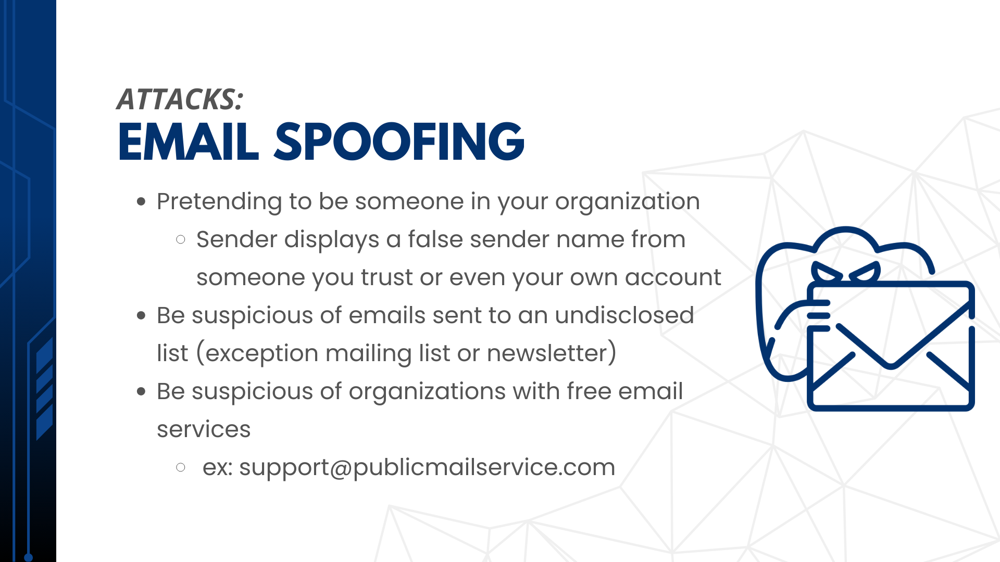 ATTACKS:
EMAIL SPOOFING
• Pretending to be someone in your organization
○ Sender displays a false sender name from
someone you trust or even your own account
• Be suspicious of emails sent to an undisclosed
list (exception mailing list or newsletter)
• Be suspicious of organizations with free email
services
○ ex: support@publicmailservice.com